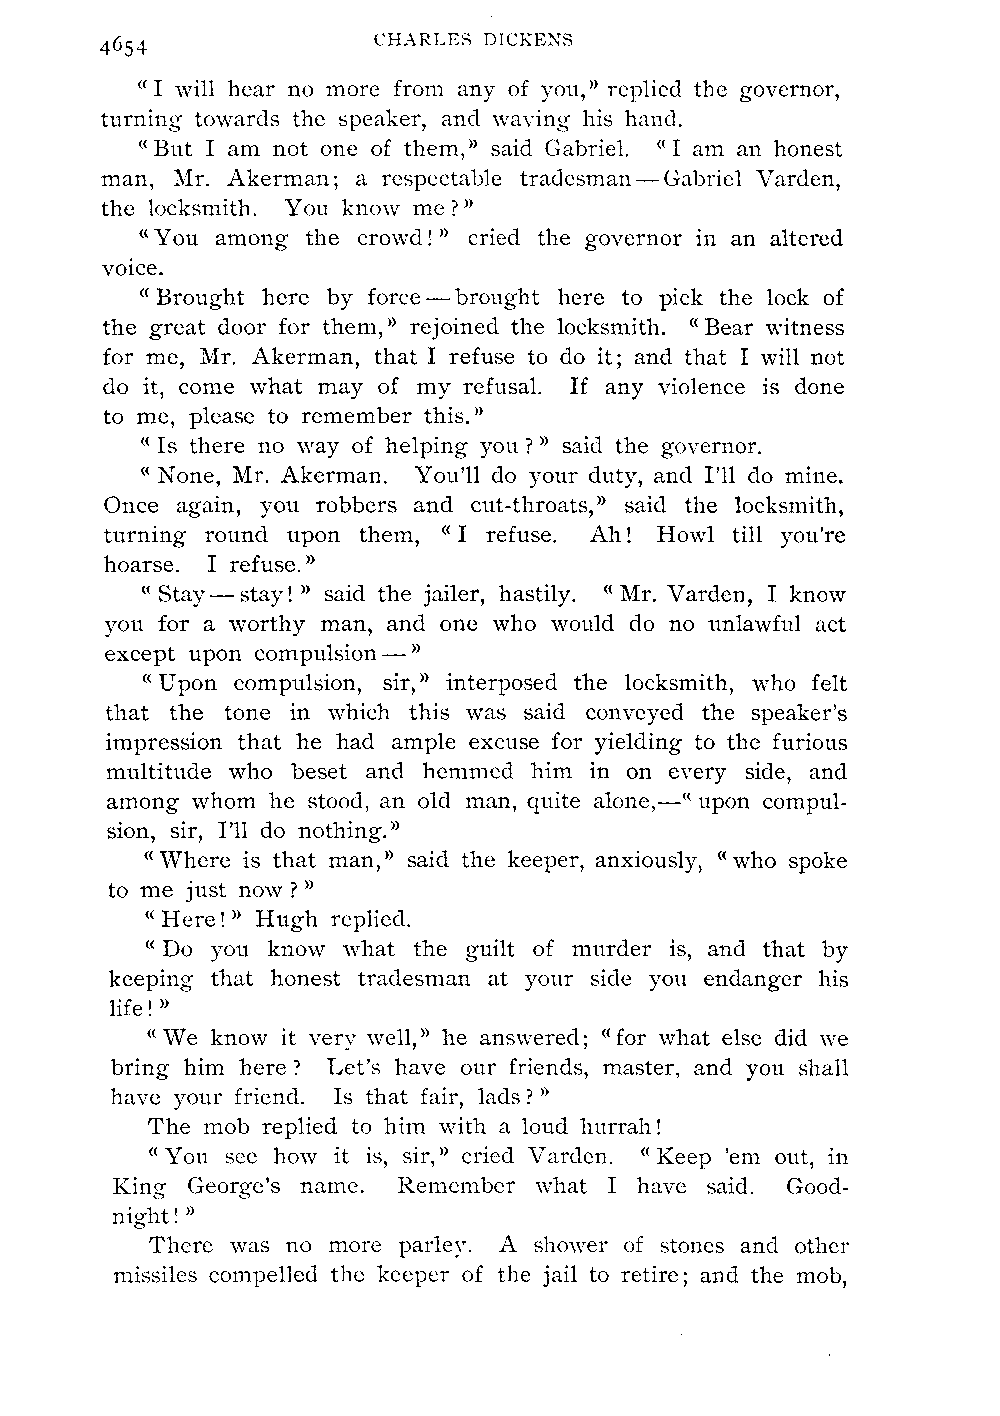 4654
CHARLES DICKENS
"I will hear no more from any of you," replied the governor,
turning towards the speaker, and waving his hand.
"But I am not one of them," said Gabriel. "I am an honest
man, Mr. Akerman; a respectable tradesman—Gabriel Varden,
the locksmith. You know me?"
"You among the crowd!" cried the governor in an altered
voice.
"Brought here by force—brought here to pick the lock of
the great door for them," rejoined the locksmith. "Bear witness
for me, Mr. Akerman, that I refuse to do it; and that I will not
do it, come what may of my refusal. If any violence is done
to me, please to remember this."
"Is there no way of helping you?" said the governor.
"None, Mr. Akerman. You'll do your duty, and I'll do mine.
Once again, you robbers and cut-throats," said the locksmith,
turning round upon them, "I refuse. Ah! Howl till you're
hoarse. I refuse."
"Stay—stay!" said the jailer, hastily. "Mr. Varden, I know
you for a worthy man, and one who would do no unlawful act
except upon compulsion—"
"Upon compulsion, sir," interposed the locksmith, who felt
that the tone in which this was said conveyed the speaker's
impression that he had ample excuse for yielding to the furious
multitude who beset and hemmed him in on every side, and
among whom he stood, an old man, quite alone,—"upon compul-
sion, sir, I'll do nothing."
"Where is that man," said the keeper, anxiously, "who spoke
to me just now?"
"Here!" Hugh replied.
"Do you know what the guilt of murder is, and that by
keeping that honest tradesman at your side you endanger his
life!"
"We know it very well," he answered; "for what else did we
bring him here? Let's have our friends, master, and you shall
have your friend. Is that fair, lads?"
The mob replied to him with a loud hurrah!
"You see how it is, sir," cried Varden. "Keep 'em out, in
King George's name. Remember what I have said. Good-
night!"
There was no more parley. A shower of stones and other
missiles compelled the keeper of the jail to retire; and the mob,